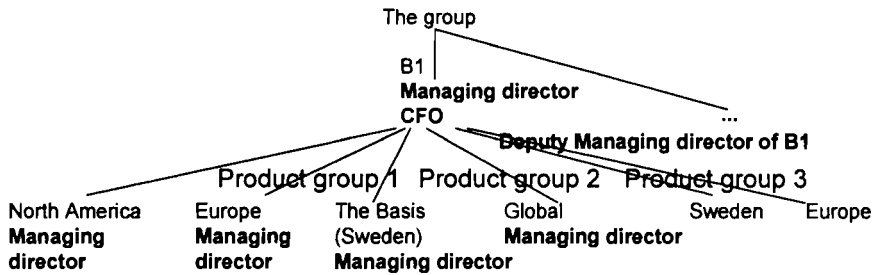 The group
B1
Managing director
CFO
...
Deputy Managing director of B1
Product group 1 Product group 2 Product group 3
North America Europe The Basis Global Sweden Europe
Managing Managing (Sweden) Managing director
director director Managing director